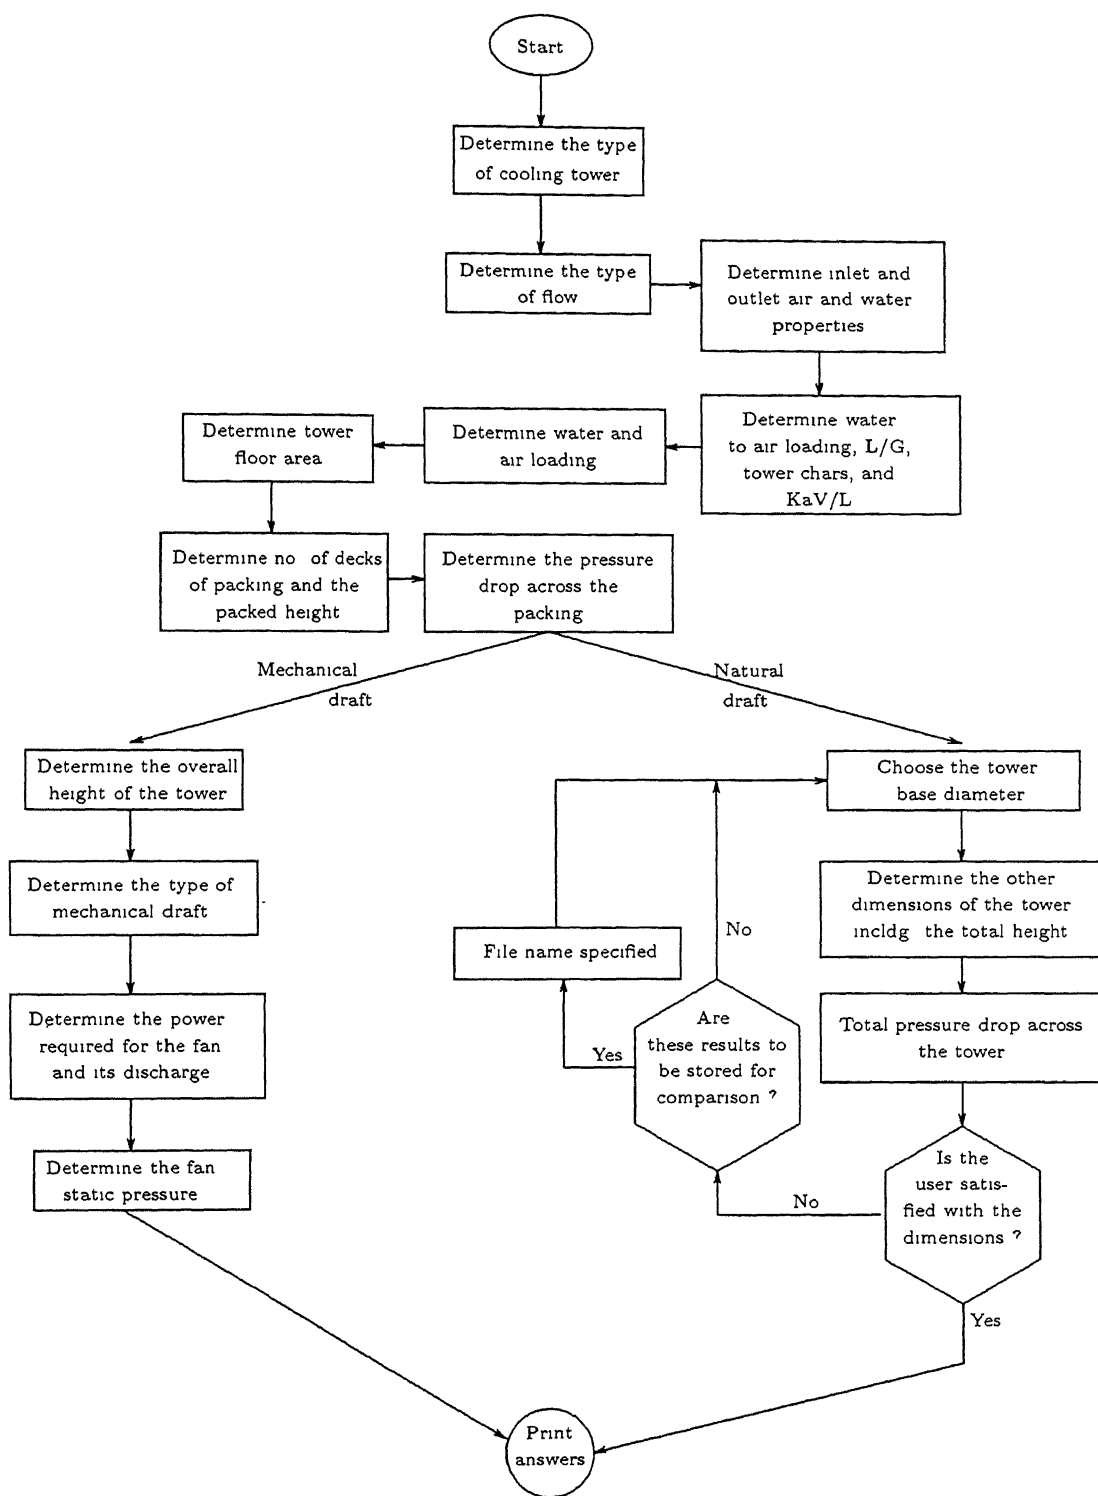 Start
Determine the type
of cooling tower
Determine the type
of flow
Determine inlet and
outlet air and water
properties
Determine water
to air loading, L/G,
tower chars, and
KaV/L
Determine water and
air loading
Determine tower
floor area
Determine no of decks
of packing and the
packed height
Determine the pressure
drop across the
packing
Mechanical
draft
Natural
draft
Determine the overall
height of the tower
Determine the type of
mechanical draft
Determine the power
required for the fan
and its discharge
Determine the fan
static pressure
Choose the tower
base diameter
Determine the other
dimensions of the tower
incldg the total height
Total pressure drop across
the tower
Is the
user satis-
fied with the
dimensions ?
No
Are
these results to
be stored for
comparison ?
No
Yes
File name specified
Yes
Print
answers